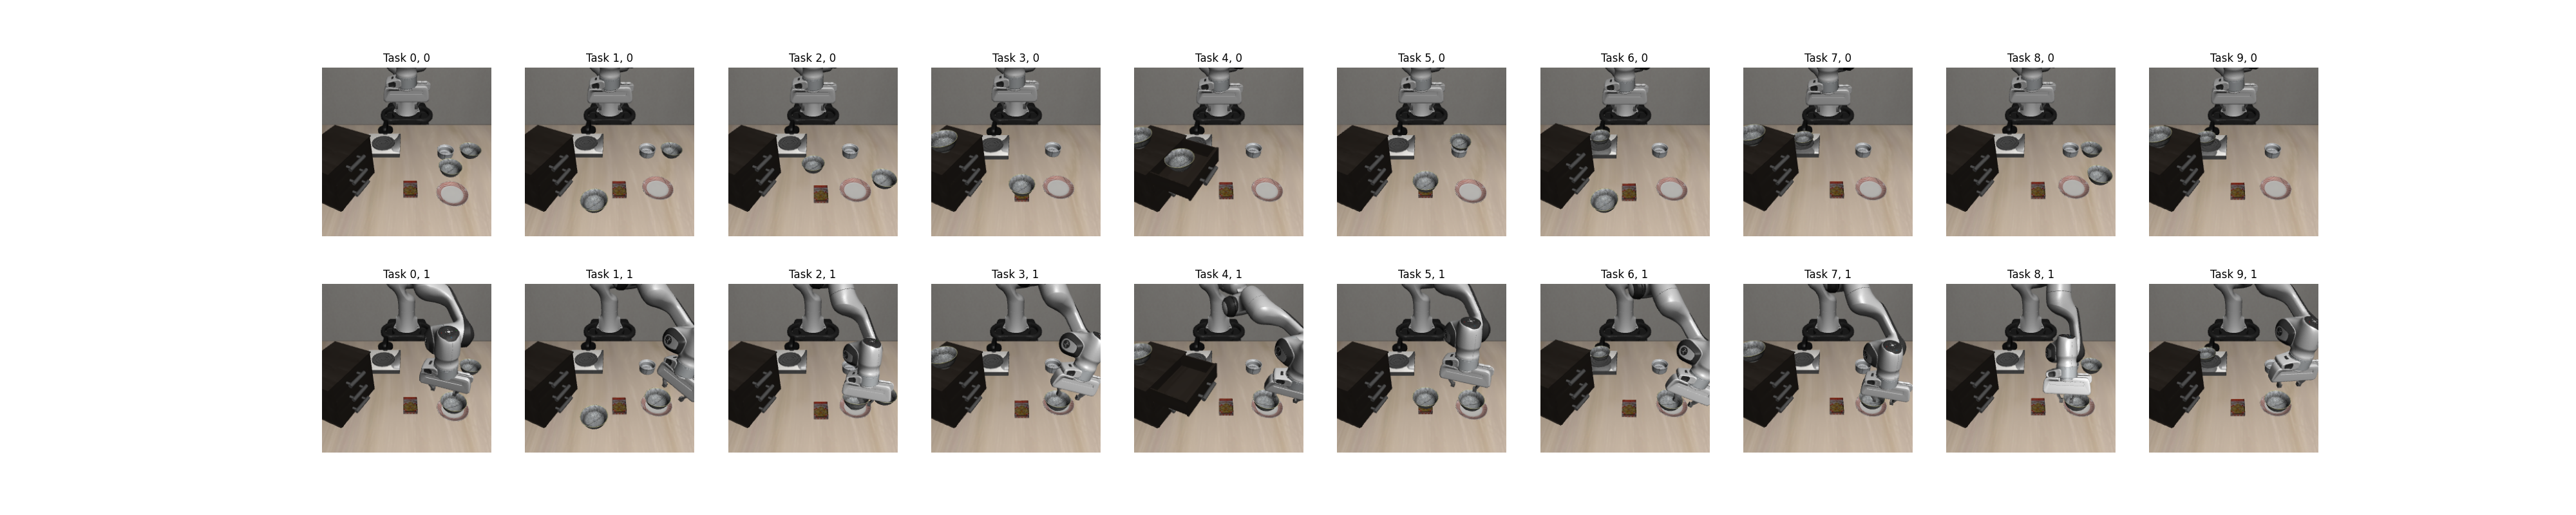 Task 0, 0
Task 1, 0
Task 2, 0
Task 3, 0
Task 4, 0
Task 5, 0
Task 6, 0
Task 7, 0
Task 8, 0
Task 9, 0
Task 0, 1
Task 1, 1
Task 2, 1
Task 3, 1
Task 4, 1
Task 5, 1
Task 6, 1
Task 7, 1
Task 8, 1
Task 9, 1